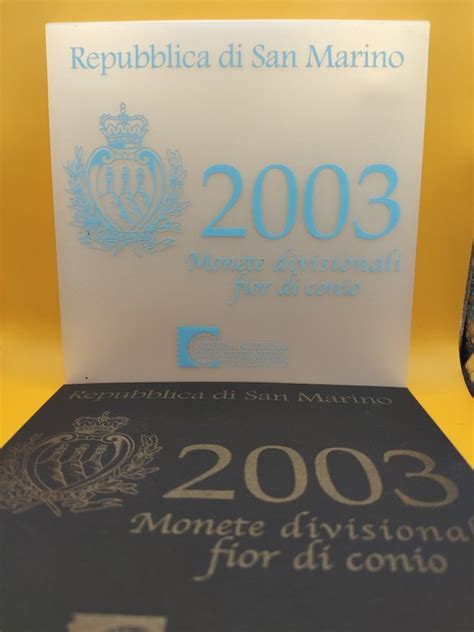 Repubblica di San Marino
2003
Monete divisionali
fior di conio
Repubblica di San Marino
2003
Monete divisional
fior di conio